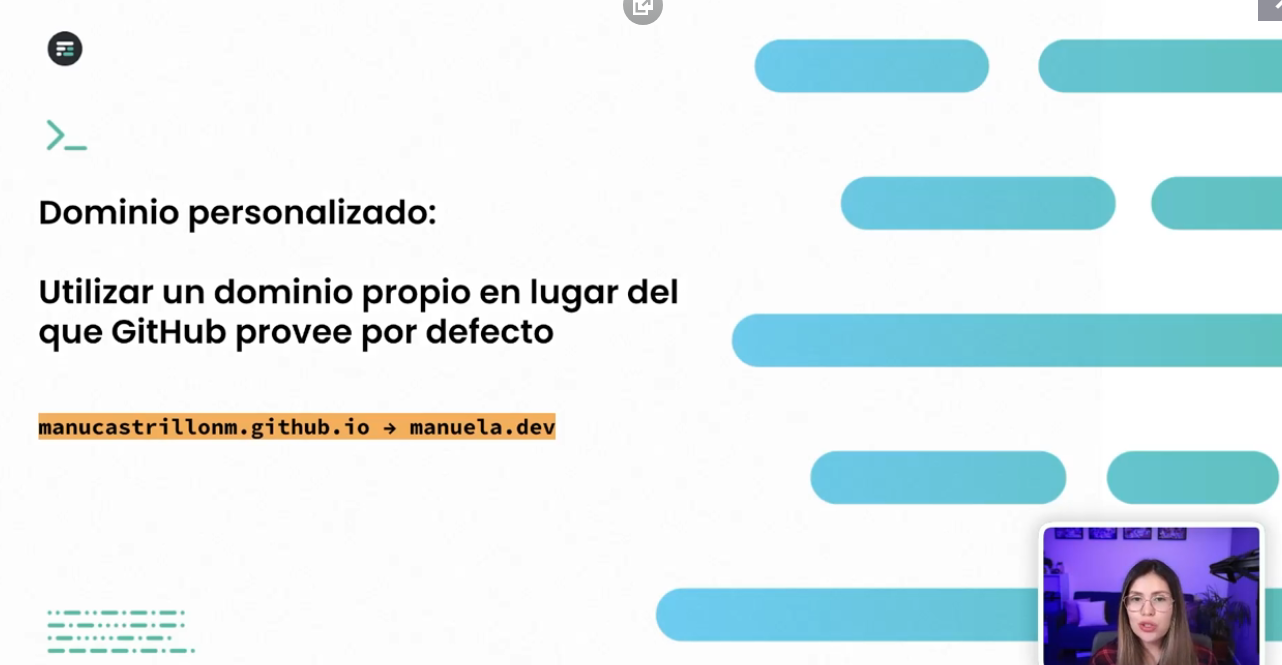 Dominio personalizado:
Utilizar un dominio propio en lugar del
que GitHub provee por defecto
manucastrillonm.github.io → manuela.dev